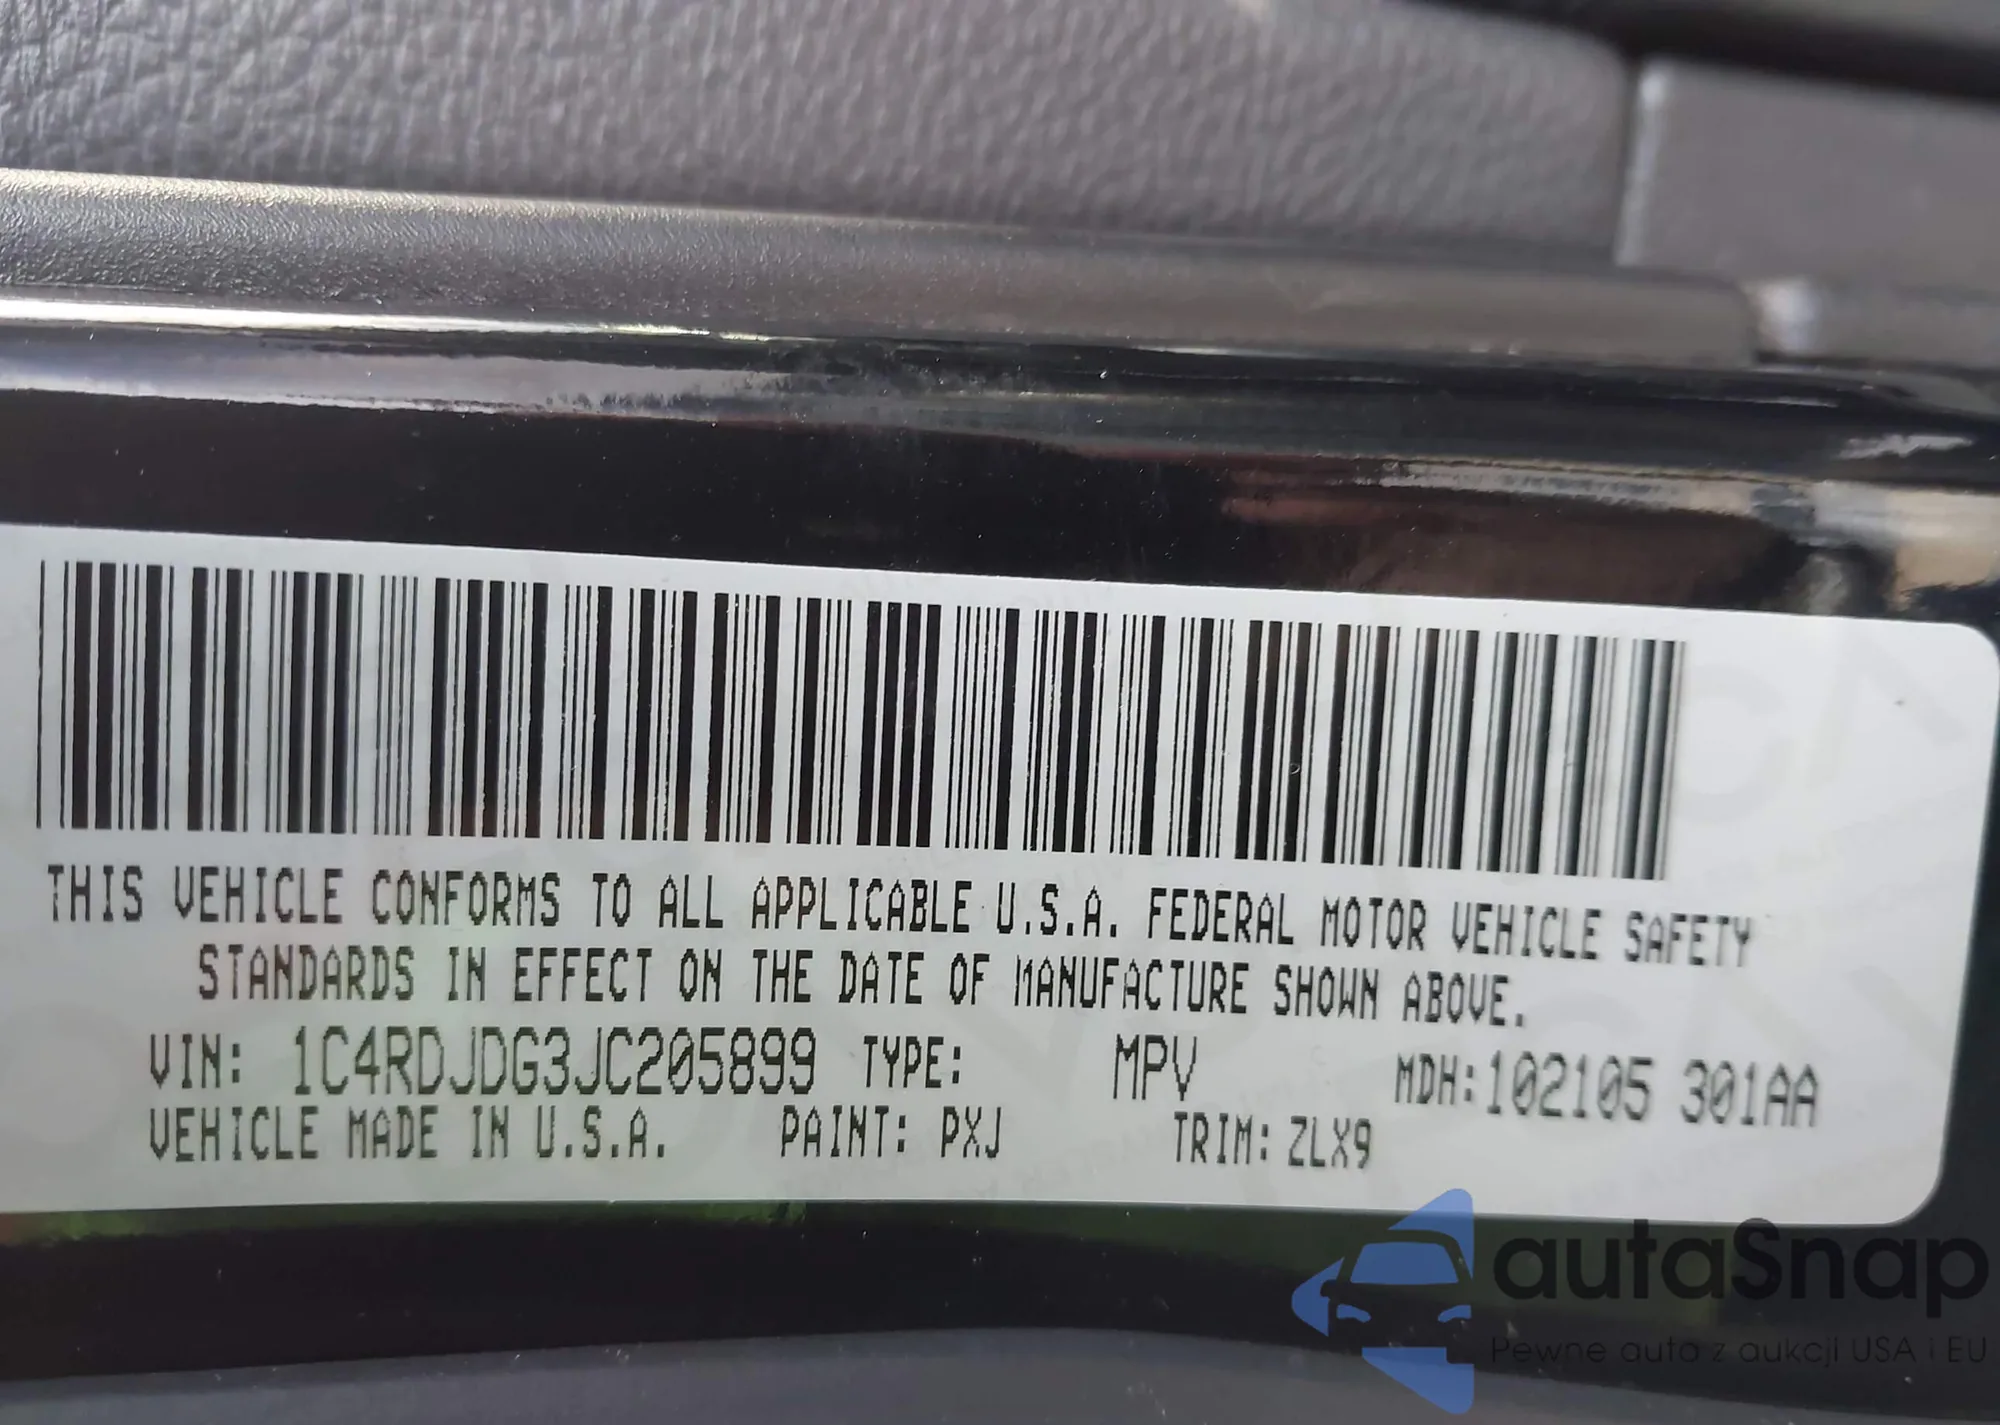 THIS VEHICLE CONFORMS TO ALL APPLICABLE U.S.A. FEDERAL MOTOR VEHICLE SAFETY
STANDARDS IN EFFECT ON THE DATE OF MANUFACTURE SHOWN ABOVE.
VIN: 1C4RDJDG3JC205899 TYPE: MPV MDH:102105 301AA
VEHICLE MADE IN U.S.A. PAINT: PXJ TRIM: ZLX9
autaSnap
Pewne auto z aukcji USA i EU